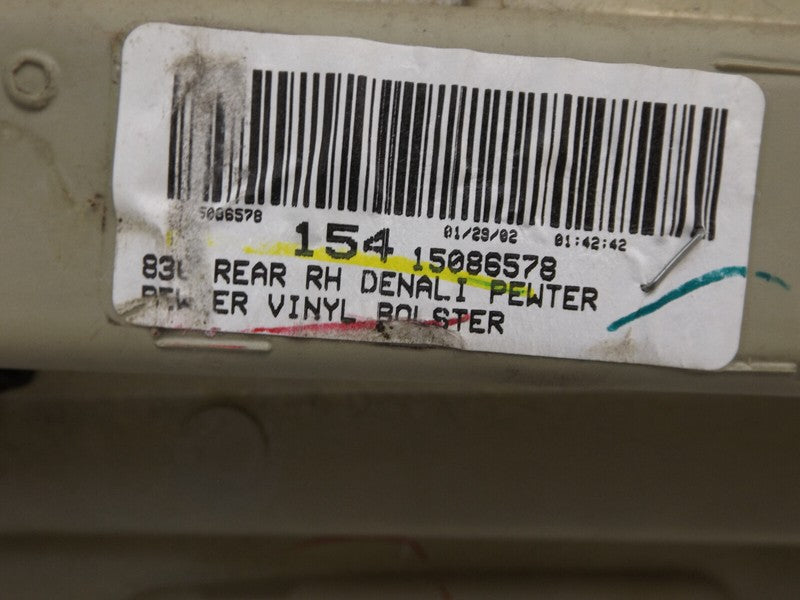 5086578 01/29/02 01:42:42
154 15086578
REAR RH DENALI PEWTER
VINYL BOLSTER